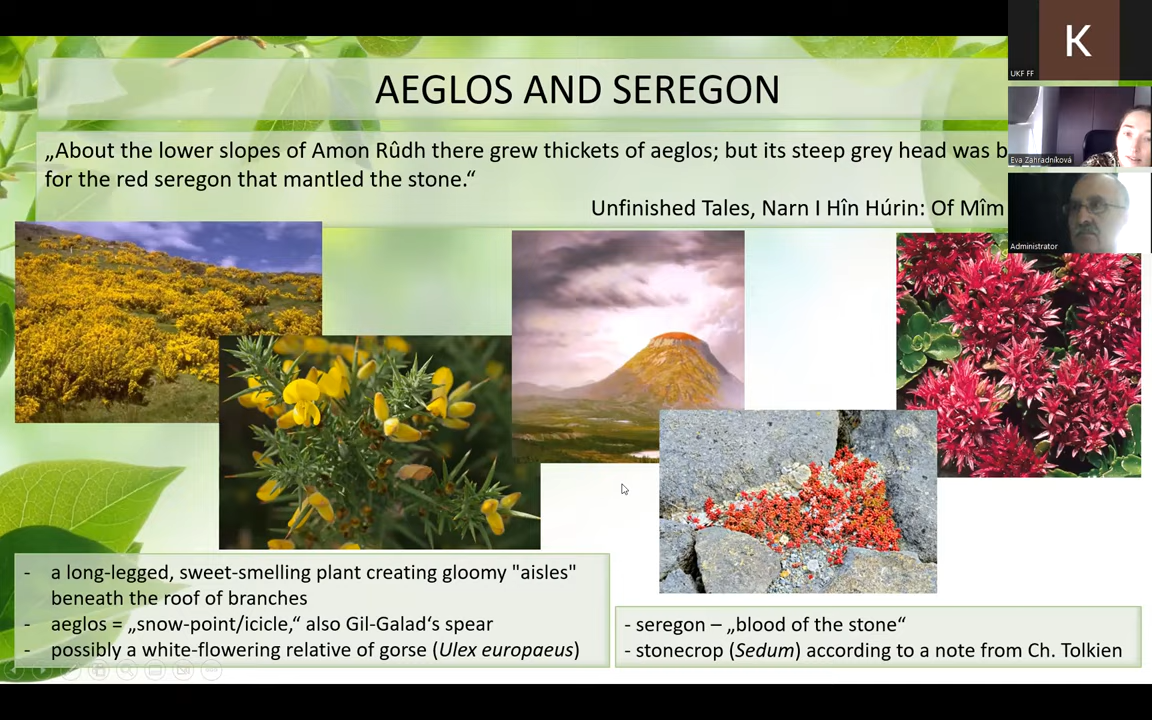 K
UKF FF
Eva Zahradníková
Administrator
AEGLOS AND SEREGON
„About the lower slopes of Amon Rûdh there grew thickets of aeglos; but its steep grey head was b
for the red seregon that mantled the stone.“
Unfinished Tales, Narn I Hîn Húrin: Of Mîm
- a long-legged, sweet-smelling plant creating gloomy "aisles"
beneath the roof of branches
- aeglos = „snow-point/icicle,“ also Gil-Galad‘s spear
- possibly a white-flowering relative of gorse (Ulex europaeus)
- seregon – „blood of the stone“
- stonecrop (Sedum) according to a note from Ch. Tolkien